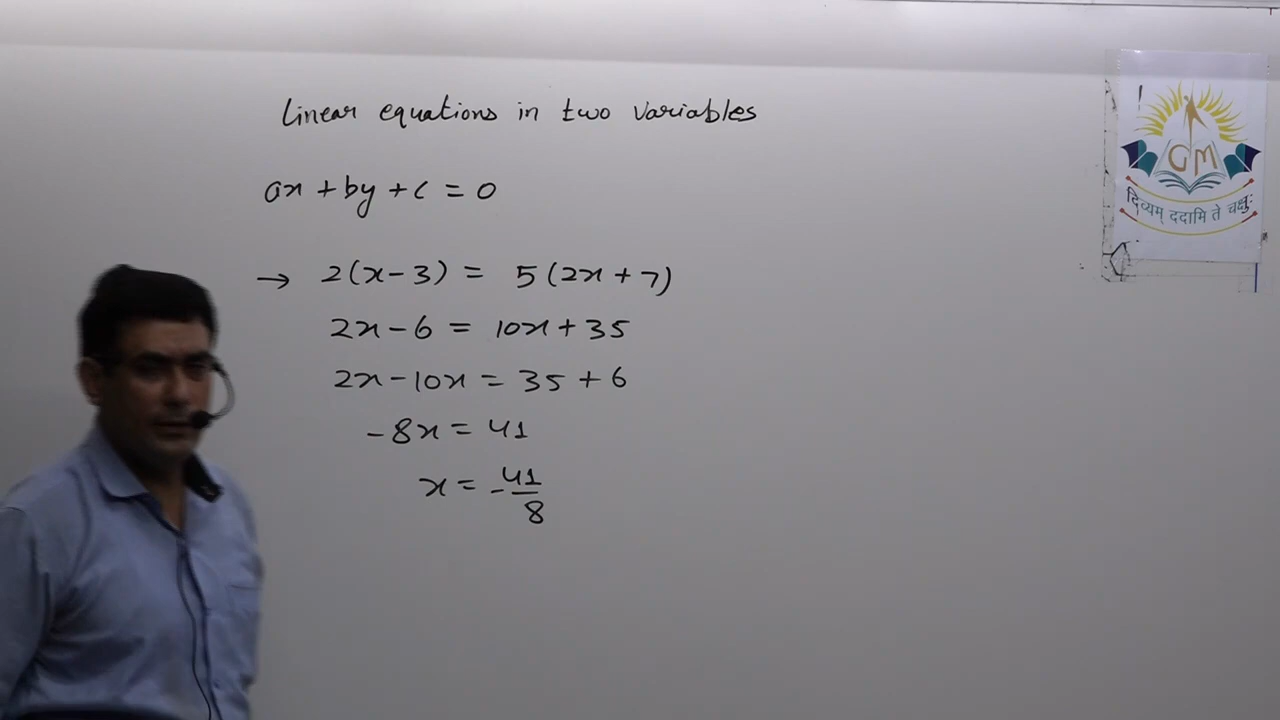 Linear equations in two variables
ax + by + c = 0
→ 2(x - 3) = 5(2x + 7)
2x - 6 = 10x + 35
2x - 10x = 35 + 6
-8x = 41
x = -41/8
GM
दिव्यम् ददामि ते चक्षुः